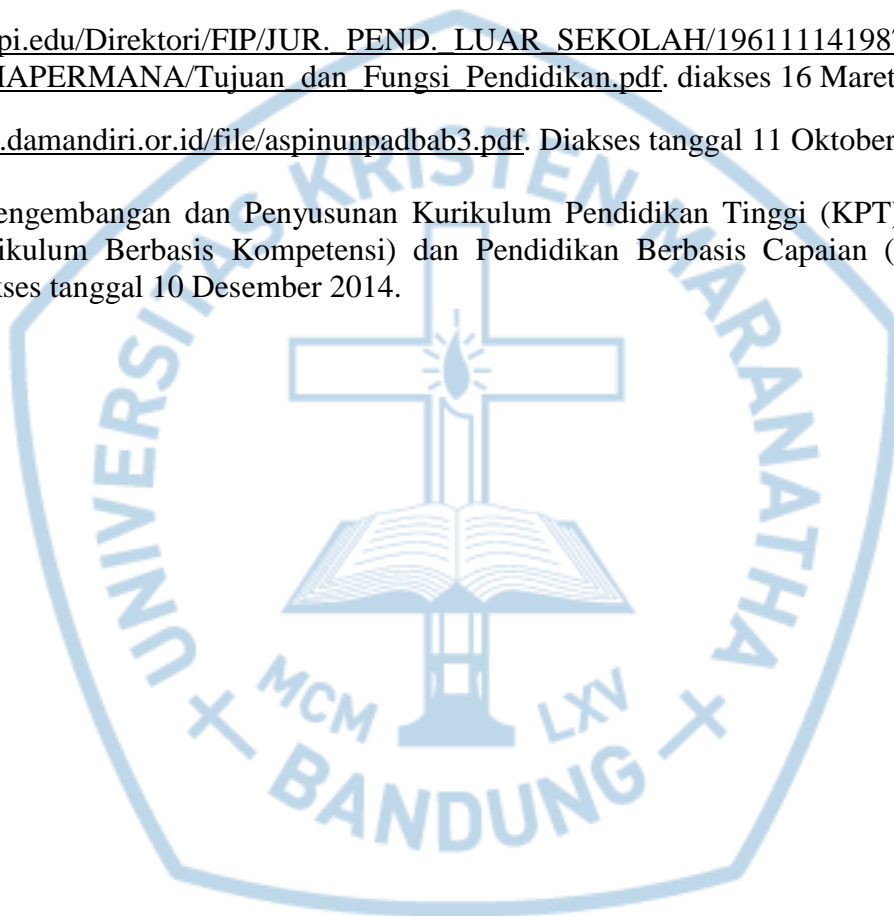 pi.edu/Direktori/FIP/JUR._PEND._LUAR_SEKOLAH/1961111419870
IAPERMANA/Tujuan_dan_Fungsi_Pendidikan.pdf. diakses 16 Maret
.damandiri.or.id/file/aspinunpadbab3.pdf. Diakses tanggal 11 Oktober
engembangan dan Penyusunan Kurikulum Pendidikan Tinggi (KPT)
ikulum Berbasis Kompetensi) dan Pendidikan Berbasis Capaian (
ses tanggal 10 Desember 2014.
UNIVERSITAS KRISTEN MARANATHA
MCM LXV
BANDUNG